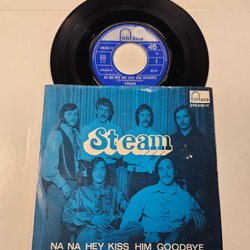 fontana
45
NA NA HEY HEY KISS HIM GOODBYE
STEAM
fontana
Steam
NA NA HEY KISS HIM GOODBYE